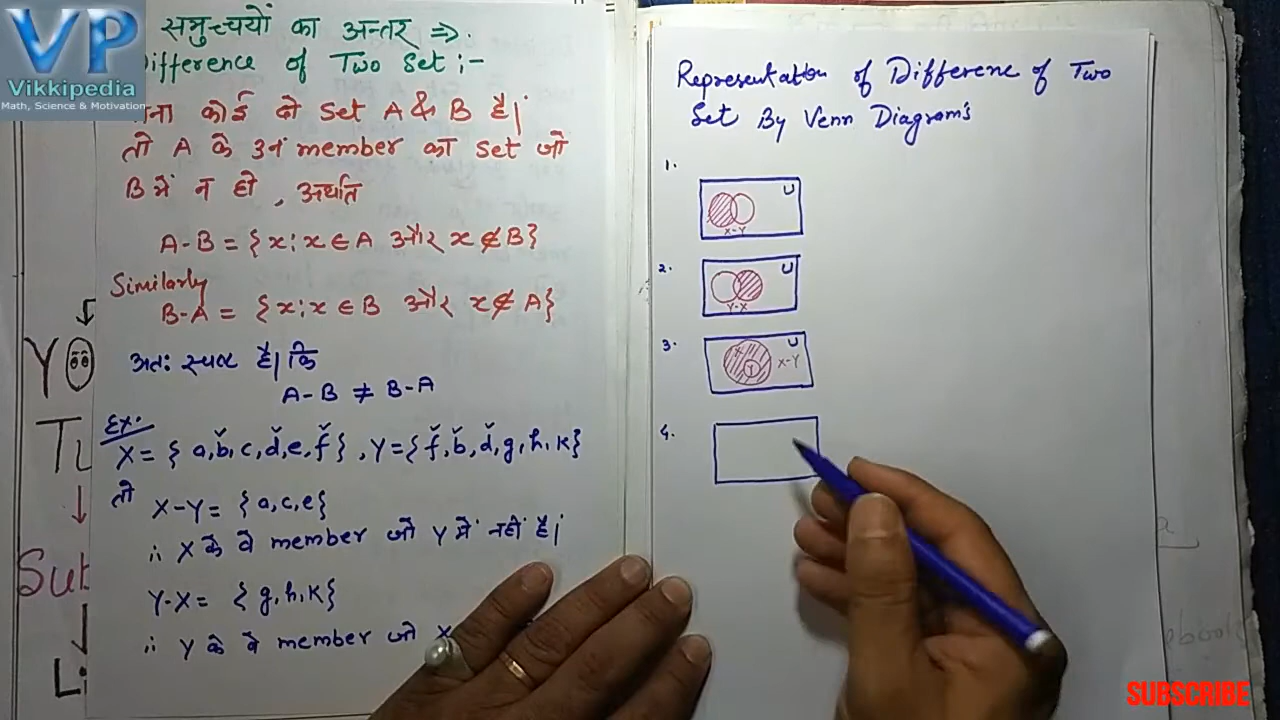 VP
Vikkipedia
Math, Science & Motivation
समुच्चयों का अन्तर ⇒.
Difference of Two Set :-
माना कोई दो Set A & B है|
तो A के उन member का Set जो
B में न हो , अर्थात
A-B = {x : x ∈ A और x ∉ B}
Similarly
B-A = {x : x ∈ B और x ∉ A}
अतः स्पष्ट है| कि
A-B ≠ B-A
Ex.
X = { a, b, c, d, e, f } , Y = { f, b, d, g, h, k}
तो X-Y = {a, c, e}
∴ X के वे member जो Y में नहीं है|
Y-X = {g, h, k}
∴ Y के वे member जो X
Representation of Differene of Two
Set By Venn Diagram's
1.
U
X-Y
2.
U
Y-X
3.
U
X
Y
X-Y
4.
SUBSCRIBE